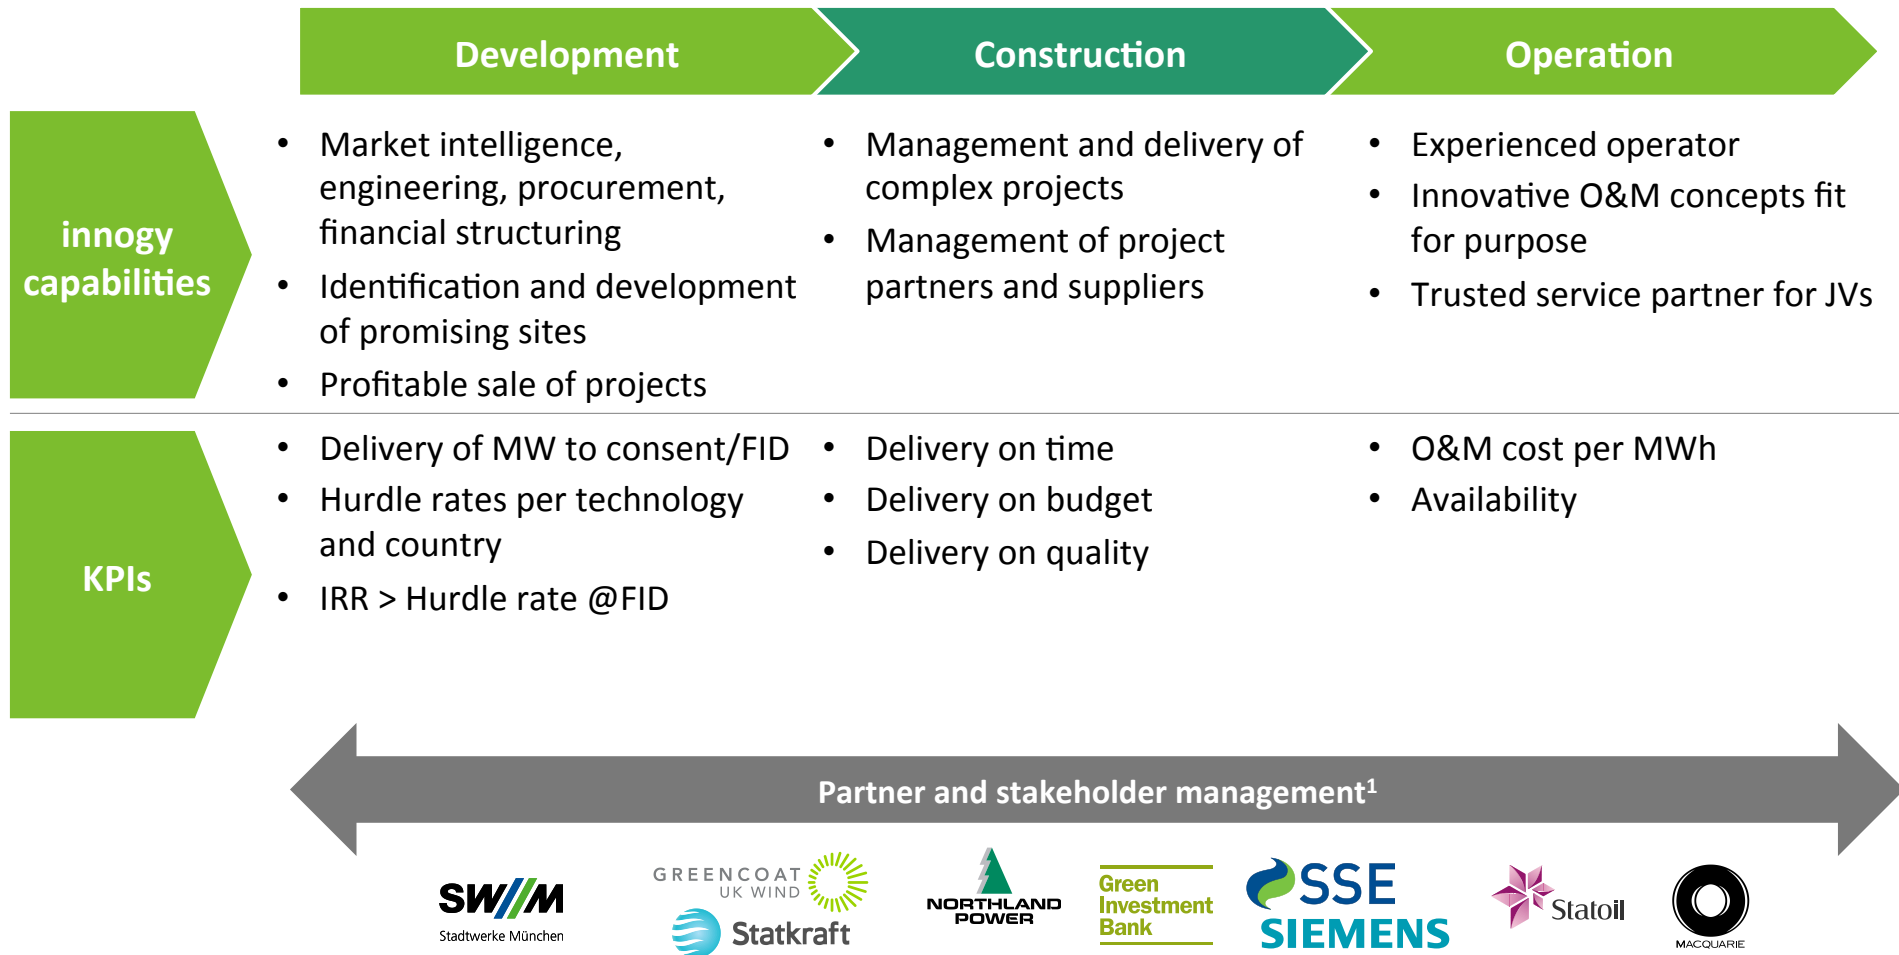 Development
Construction
Operation
innogy
capabilities
• Market intelligence,
engineering, procurement,
financial structuring
• Identification and development
of promising sites
• Profitable sale of projects
• Management and delivery of
complex projects
• Management of project
partners and suppliers
• Experienced operator
• Innovative O&M concepts fit
for purpose
• Trusted service partner for JVs
KPIs
• Delivery of MW to consent/FID
• Hurdle rates per technology
and country
• IRR > Hurdle rate @FID
• Delivery on time
• Delivery on budget
• Delivery on quality
• O&M cost per MWh
• Availability
Partner and stakeholder management¹
SW//M
Stadtwerke München
GREENCOAT
UK WIND
Statkraft
NORTHLAND
POWER
Green
Investment
Bank
SSE
SIEMENS
Statoil
MACQUARIE